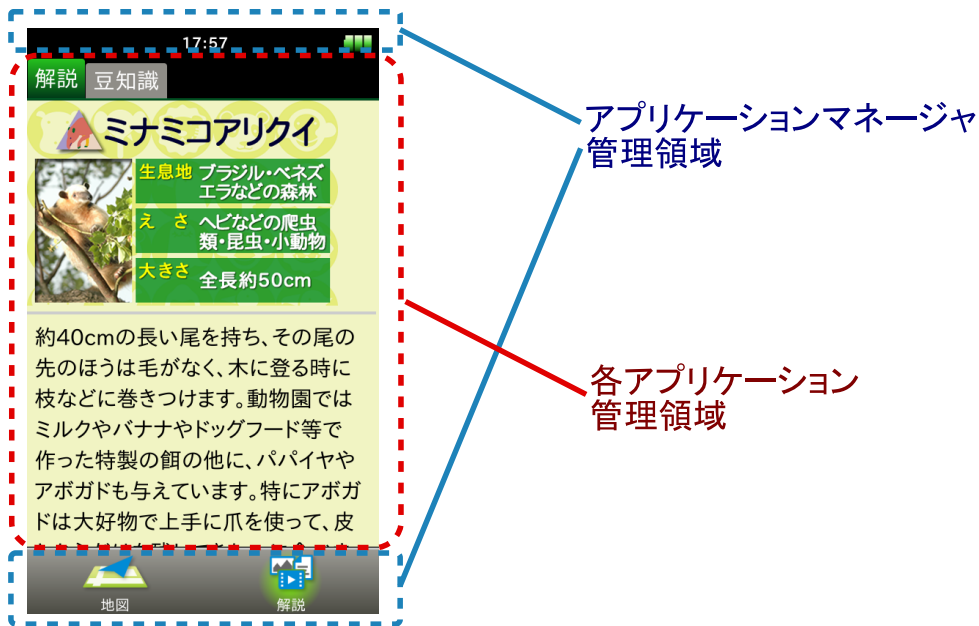 17:57
解説 豆知識
ミナミコアリクイ
生息地 ブラジル・ベネズ
エラなどの森林
え さ ヘビなどの爬虫
類・昆虫・小動物
大きさ 全長約50cm
約40cmの長い尾を持ち、その尾の
先のほうは毛がなく、木に登る時に
枝などに巻きつけます。動物園では
ミルクやバナナやドッグフード等で
作った特製の餌の他に、パパイヤや
アボガドも与えています。特にアボガ
ドは大好物で上手に爪を使って、皮
地図 解説
アプリケーションマネージャ
管理領域
各アプリケーション
管理領域